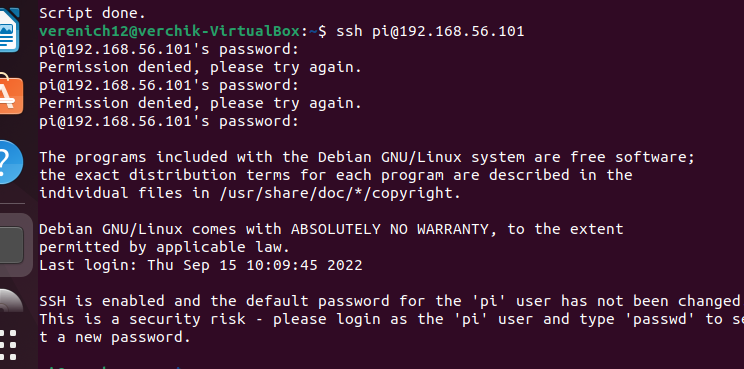 Script done.
verenich12@verchik-VirtualBox:~$ ssh pi@192.168.56.101
pi@192.168.56.101's password:
Permission denied, please try again.
pi@192.168.56.101's password:
Permission denied, please try again.
pi@192.168.56.101's password:
The programs included with the Debian GNU/Linux system are free software;
the exact distribution terms for each program are described in the
individual files in /usr/share/doc/*/copyright.
Debian GNU/Linux comes with ABSOLUTELY NO WARRANTY, to the extent
permitted by applicable law.
Last login: Thu Sep 15 10:09:45 2022
SSH is enabled and the default password for the 'pi' user has not been changed
This is a security risk - please login as the 'pi' user and type 'passwd' to se
t a new password.